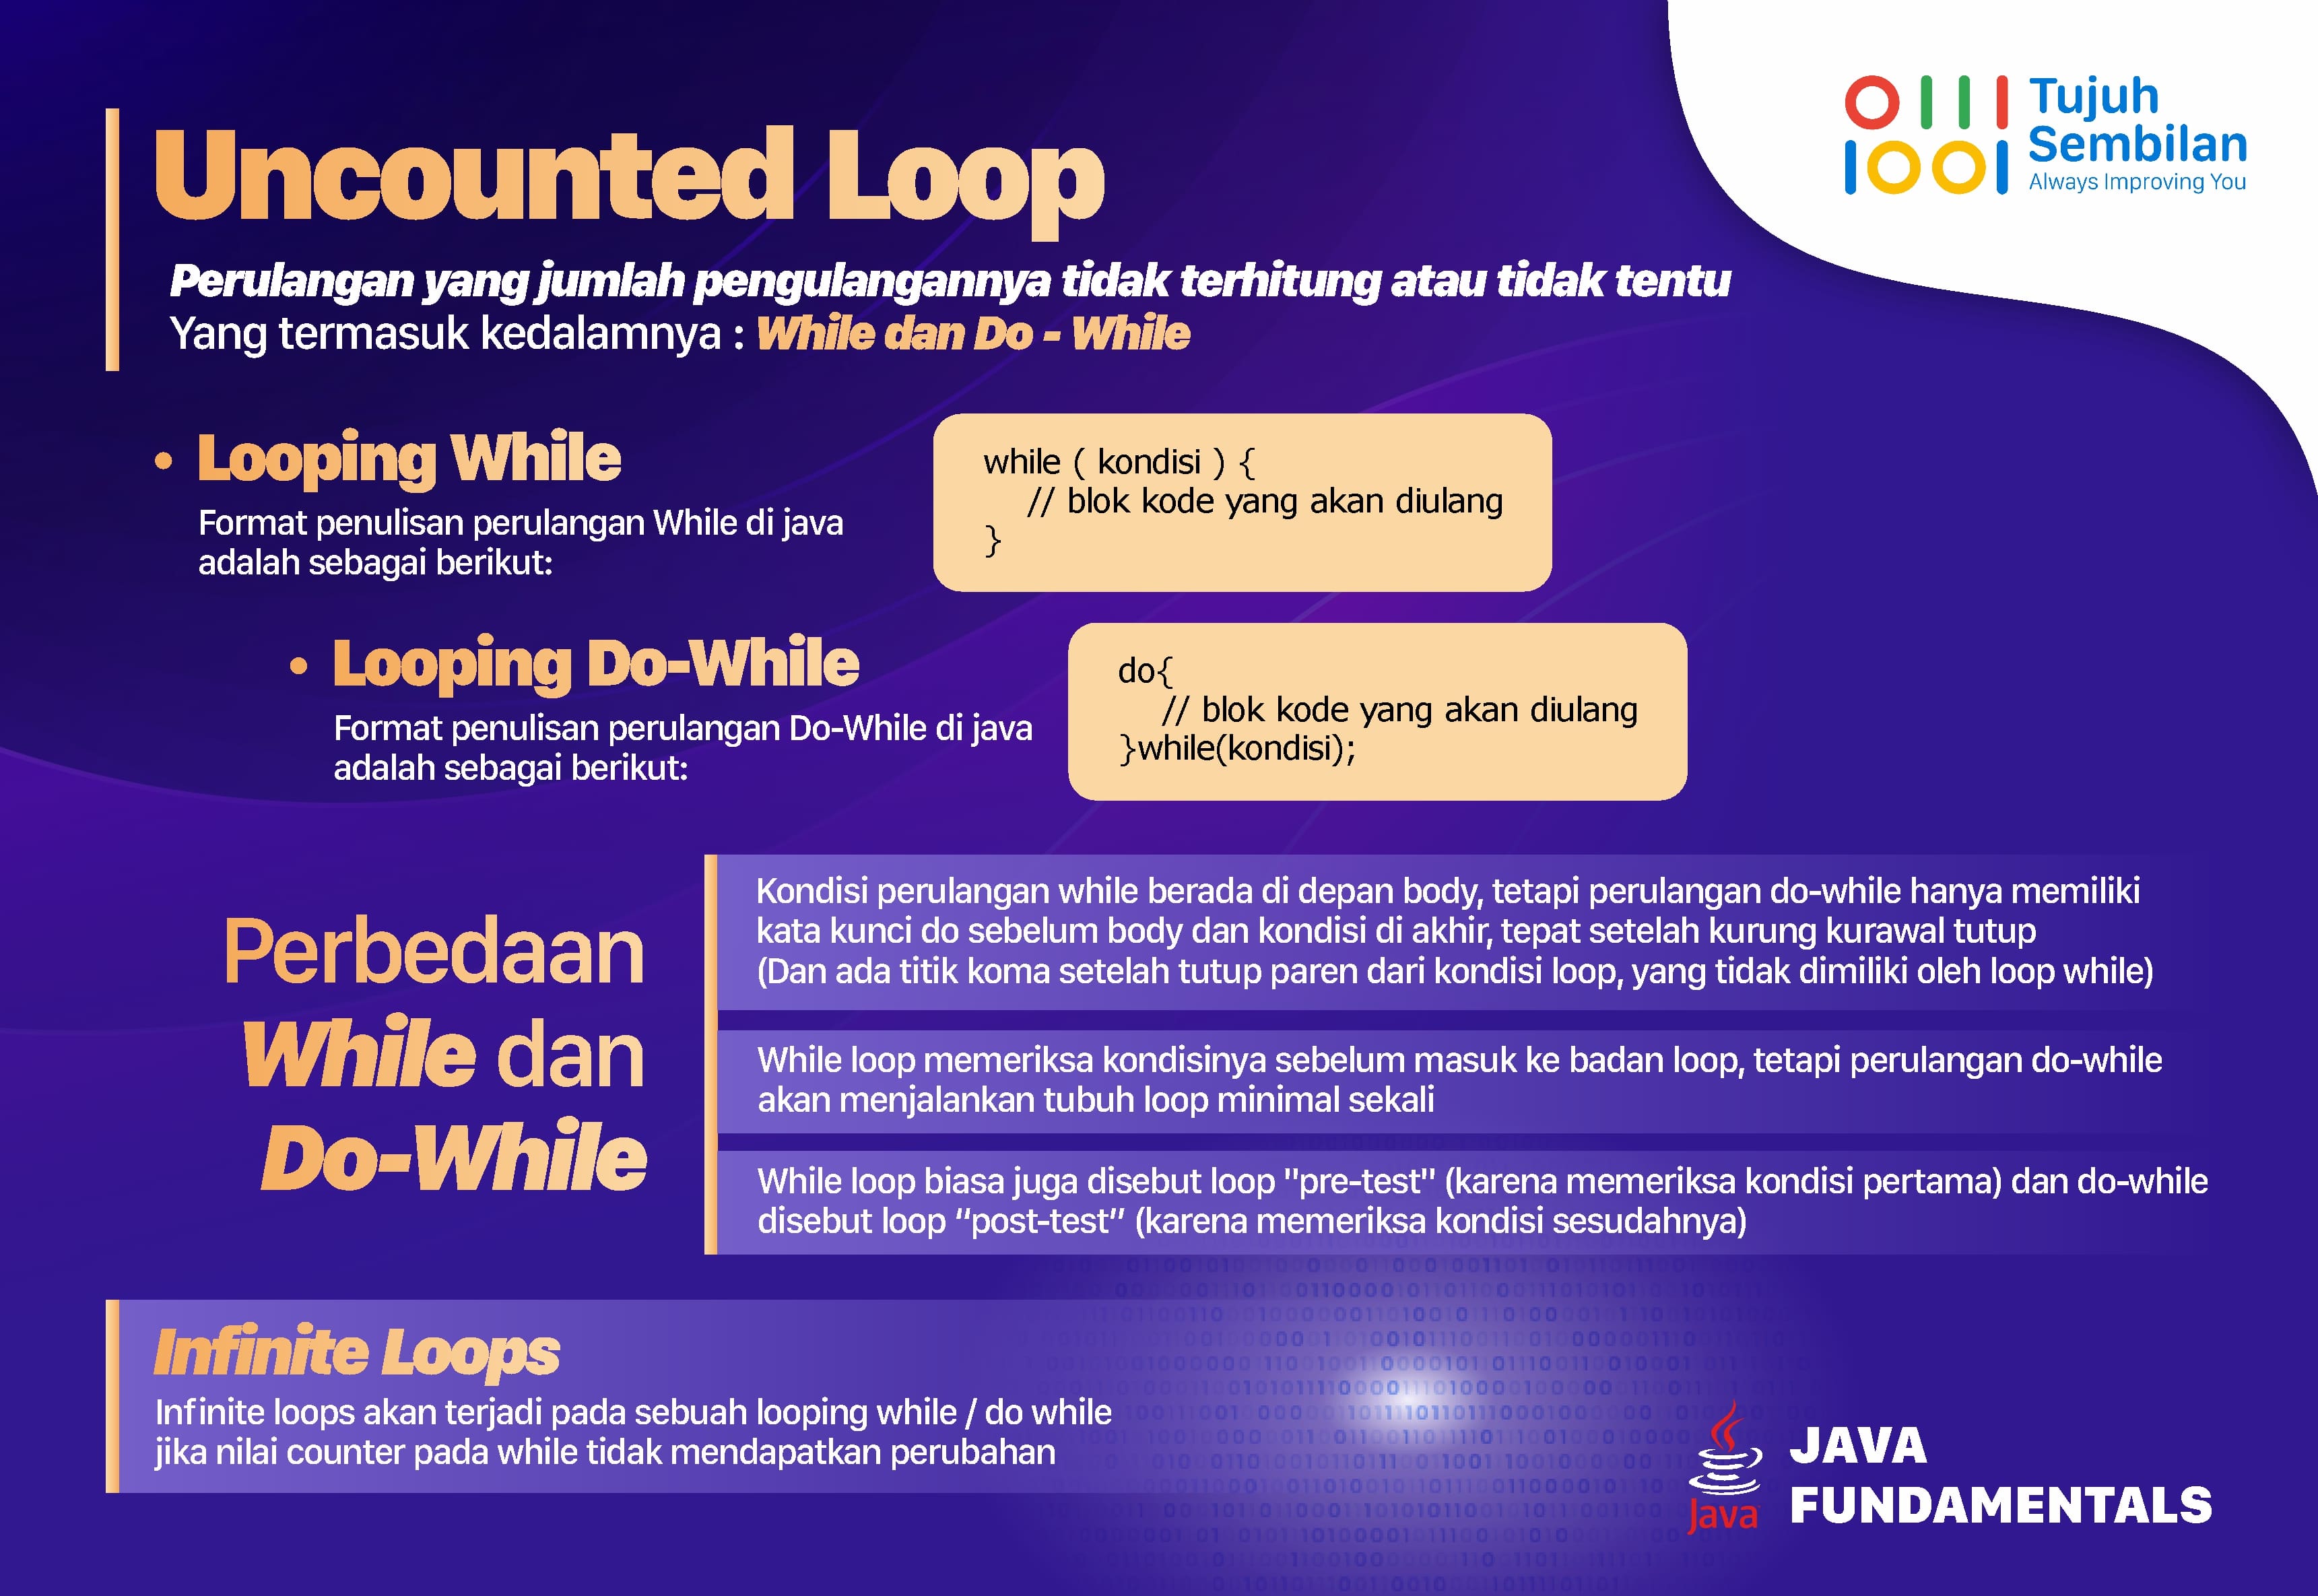 Tujuh
Sembilan
Always Improving You
Uncounted Loop
Perulangan yang jumlah pengulangannya tidak terhitung atau tidak tentu
Yang termasuk kedalamnya : While dan Do - While
• Looping While
Format penulisan perulangan While di java
adalah sebagai berikut:
while ( kondisi ) {
// blok kode yang akan diulang
}
• Looping Do-While
Format penulisan perulangan Do-While di java
adalah sebagai berikut:
do{
// blok kode yang akan diulang
}while(kondisi);
Perbedaan
While dan
Do-While
Kondisi perulangan while berada di depan body, tetapi perulangan do-while hanya memiliki
kata kunci do sebelum body dan kondisi di akhir, tepat setelah kurung kurawal tutup
(Dan ada titik koma setelah tutup paren dari kondisi loop, yang tidak dimiliki oleh loop while)
While loop memeriksa kondisinya sebelum masuk ke badan loop, tetapi perulangan do-while
akan menjalankan tubuh loop minimal sekali
While loop biasa juga disebut loop "pre-test" (karena memeriksa kondisi pertama) dan do-while
disebut loop “post-test” (karena memeriksa kondisi sesudahnya)
Infinite Loops
Infinite loops akan terjadi pada sebuah looping while / do while
jika nilai counter pada while tidak mendapatkan perubahan
Java
JAVA
FUNDAMENTALS